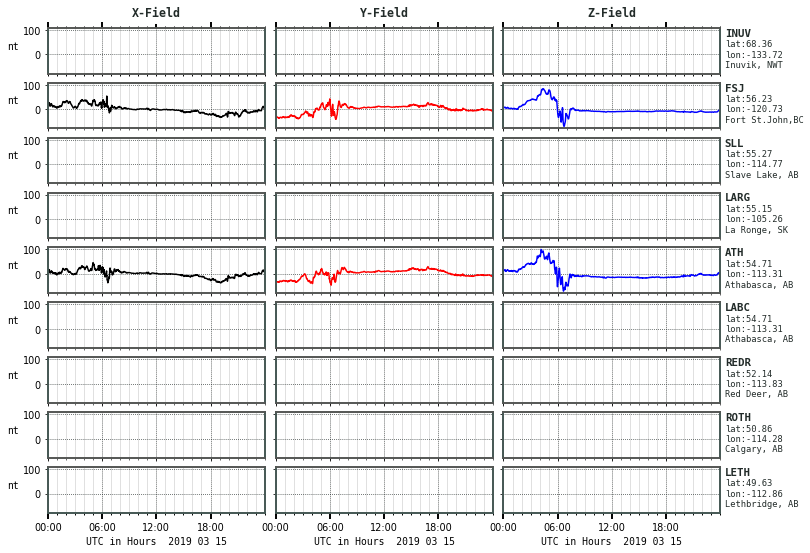 X-Field Y-Field Z-Field
100
nt
0
INUV
lat:68.36
lon:-133.72
Inuvik, NWT
100
nt
0
FSJ
lat:56.23
lon:-120.73
Fort St.John,BC
100
nt
0
SLL
lat:55.27
lon:-114.77
Slave Lake, AB
100
nt
0
LARG
lat:55.15
lon:-105.26
La Ronge, SK
100
nt
0
ATH
lat:54.71
lon:-113.31
Athabasca, AB
100
nt
0
LABC
lat:54.71
lon:-113.31
Athabasca, AB
100
nt
0
REDR
lat:52.14
lon:-113.83
Red Deer, AB
100
nt
0
ROTH
lat:50.86
lon:-114.28
Calgary, AB
100
nt
0
LETH
lat:49.63
lon:-112.86
Lethbridge, AB
00:00 06:00 12:00 18:00 00:00 06:00 12:00 18:00 00:00 06:00 12:00 18:00
UTC in Hours 2019 03 15 UTC in Hours 2019 03 15 UTC in Hours 2019 03 15